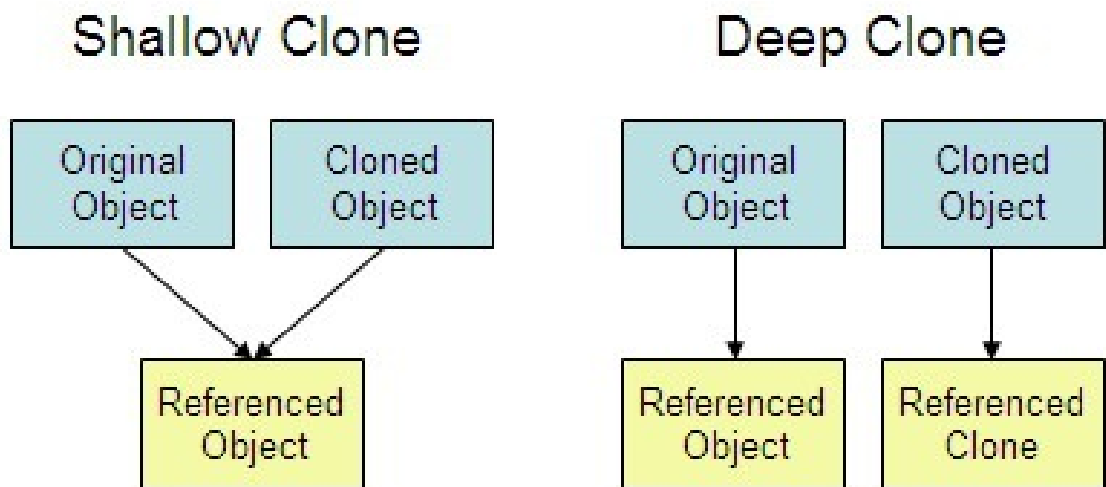 Shallow Clone
Deep Clone
Original
Object
Cloned
Object
Original
Object
Cloned
Object
Referenced
Object
Referenced
Object
Referenced
Clone